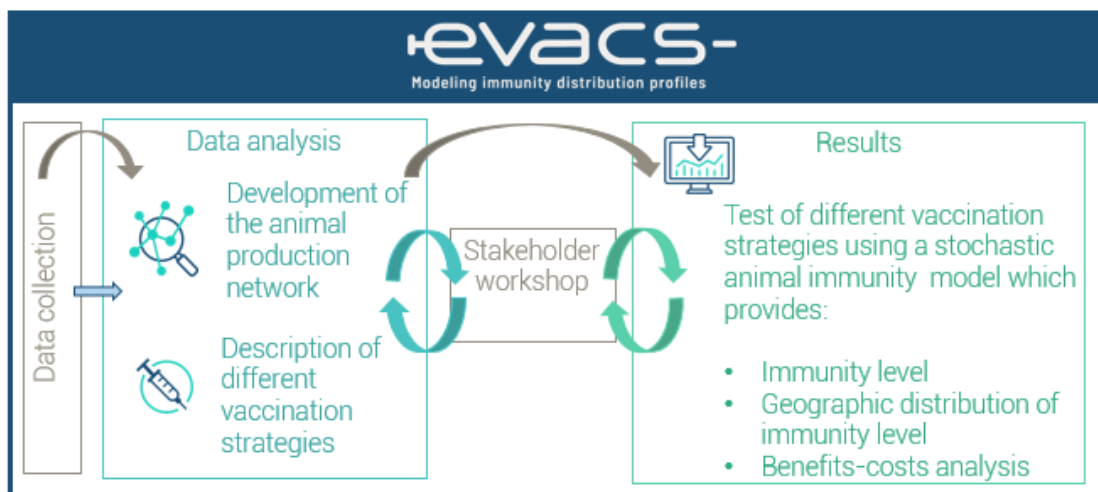 evacs
Modeling immunity distribution profiles
Data collection
Data analysis
Development of
the animal
production
network
Description of
different
vaccination
strategies
Stakeholder
workshop
Results
Test of different vaccination
strategies using a stochastic
animal immunity model which
provides:
• Immunity level
• Geographic distribution of
immunity level
• Benefits-costs analysis